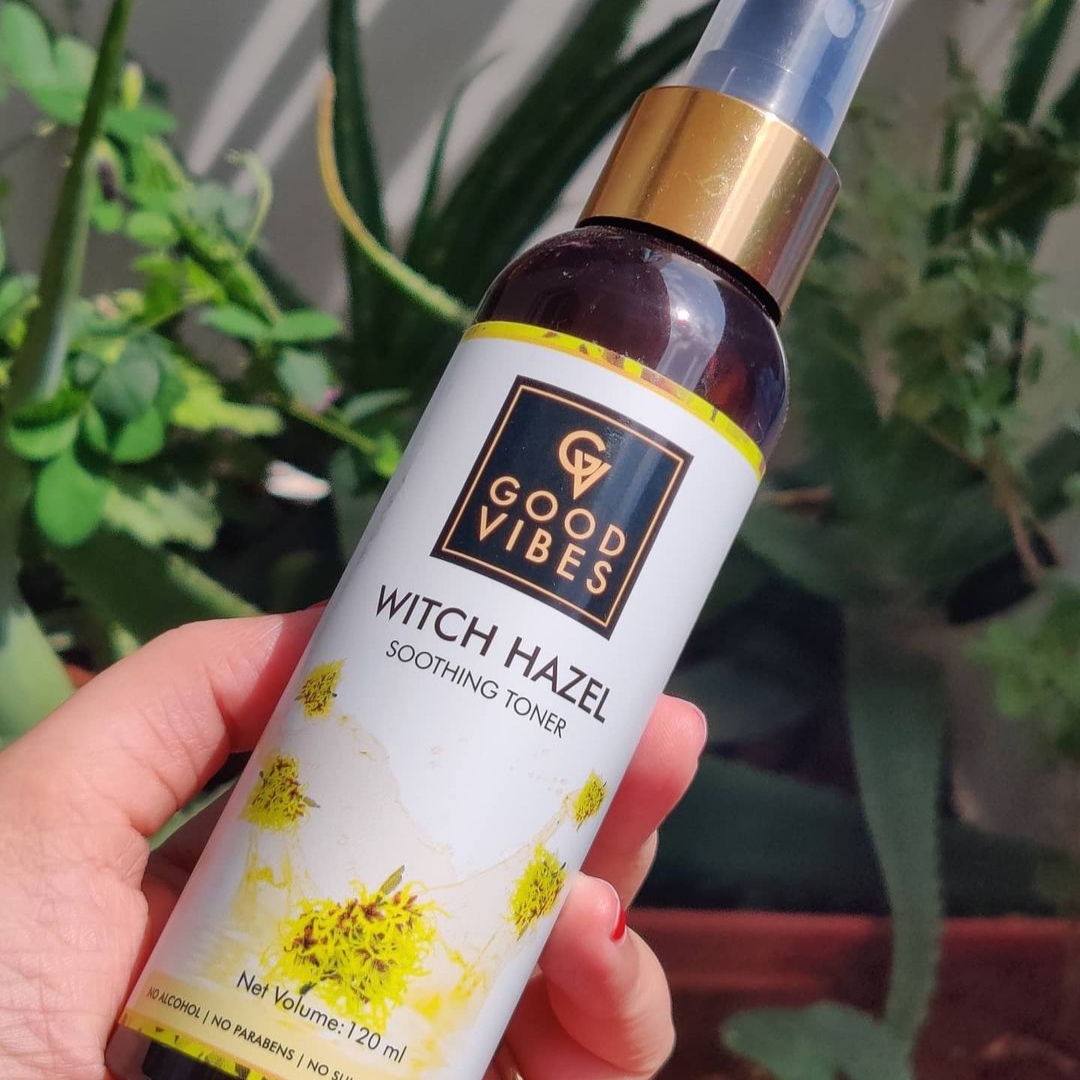 GV
GOOD
VIBES
WITCH HAZEL
SOOTHING TONER
Net Volume:120 ml
NO ALCOHOL | NO PARABENS | NO